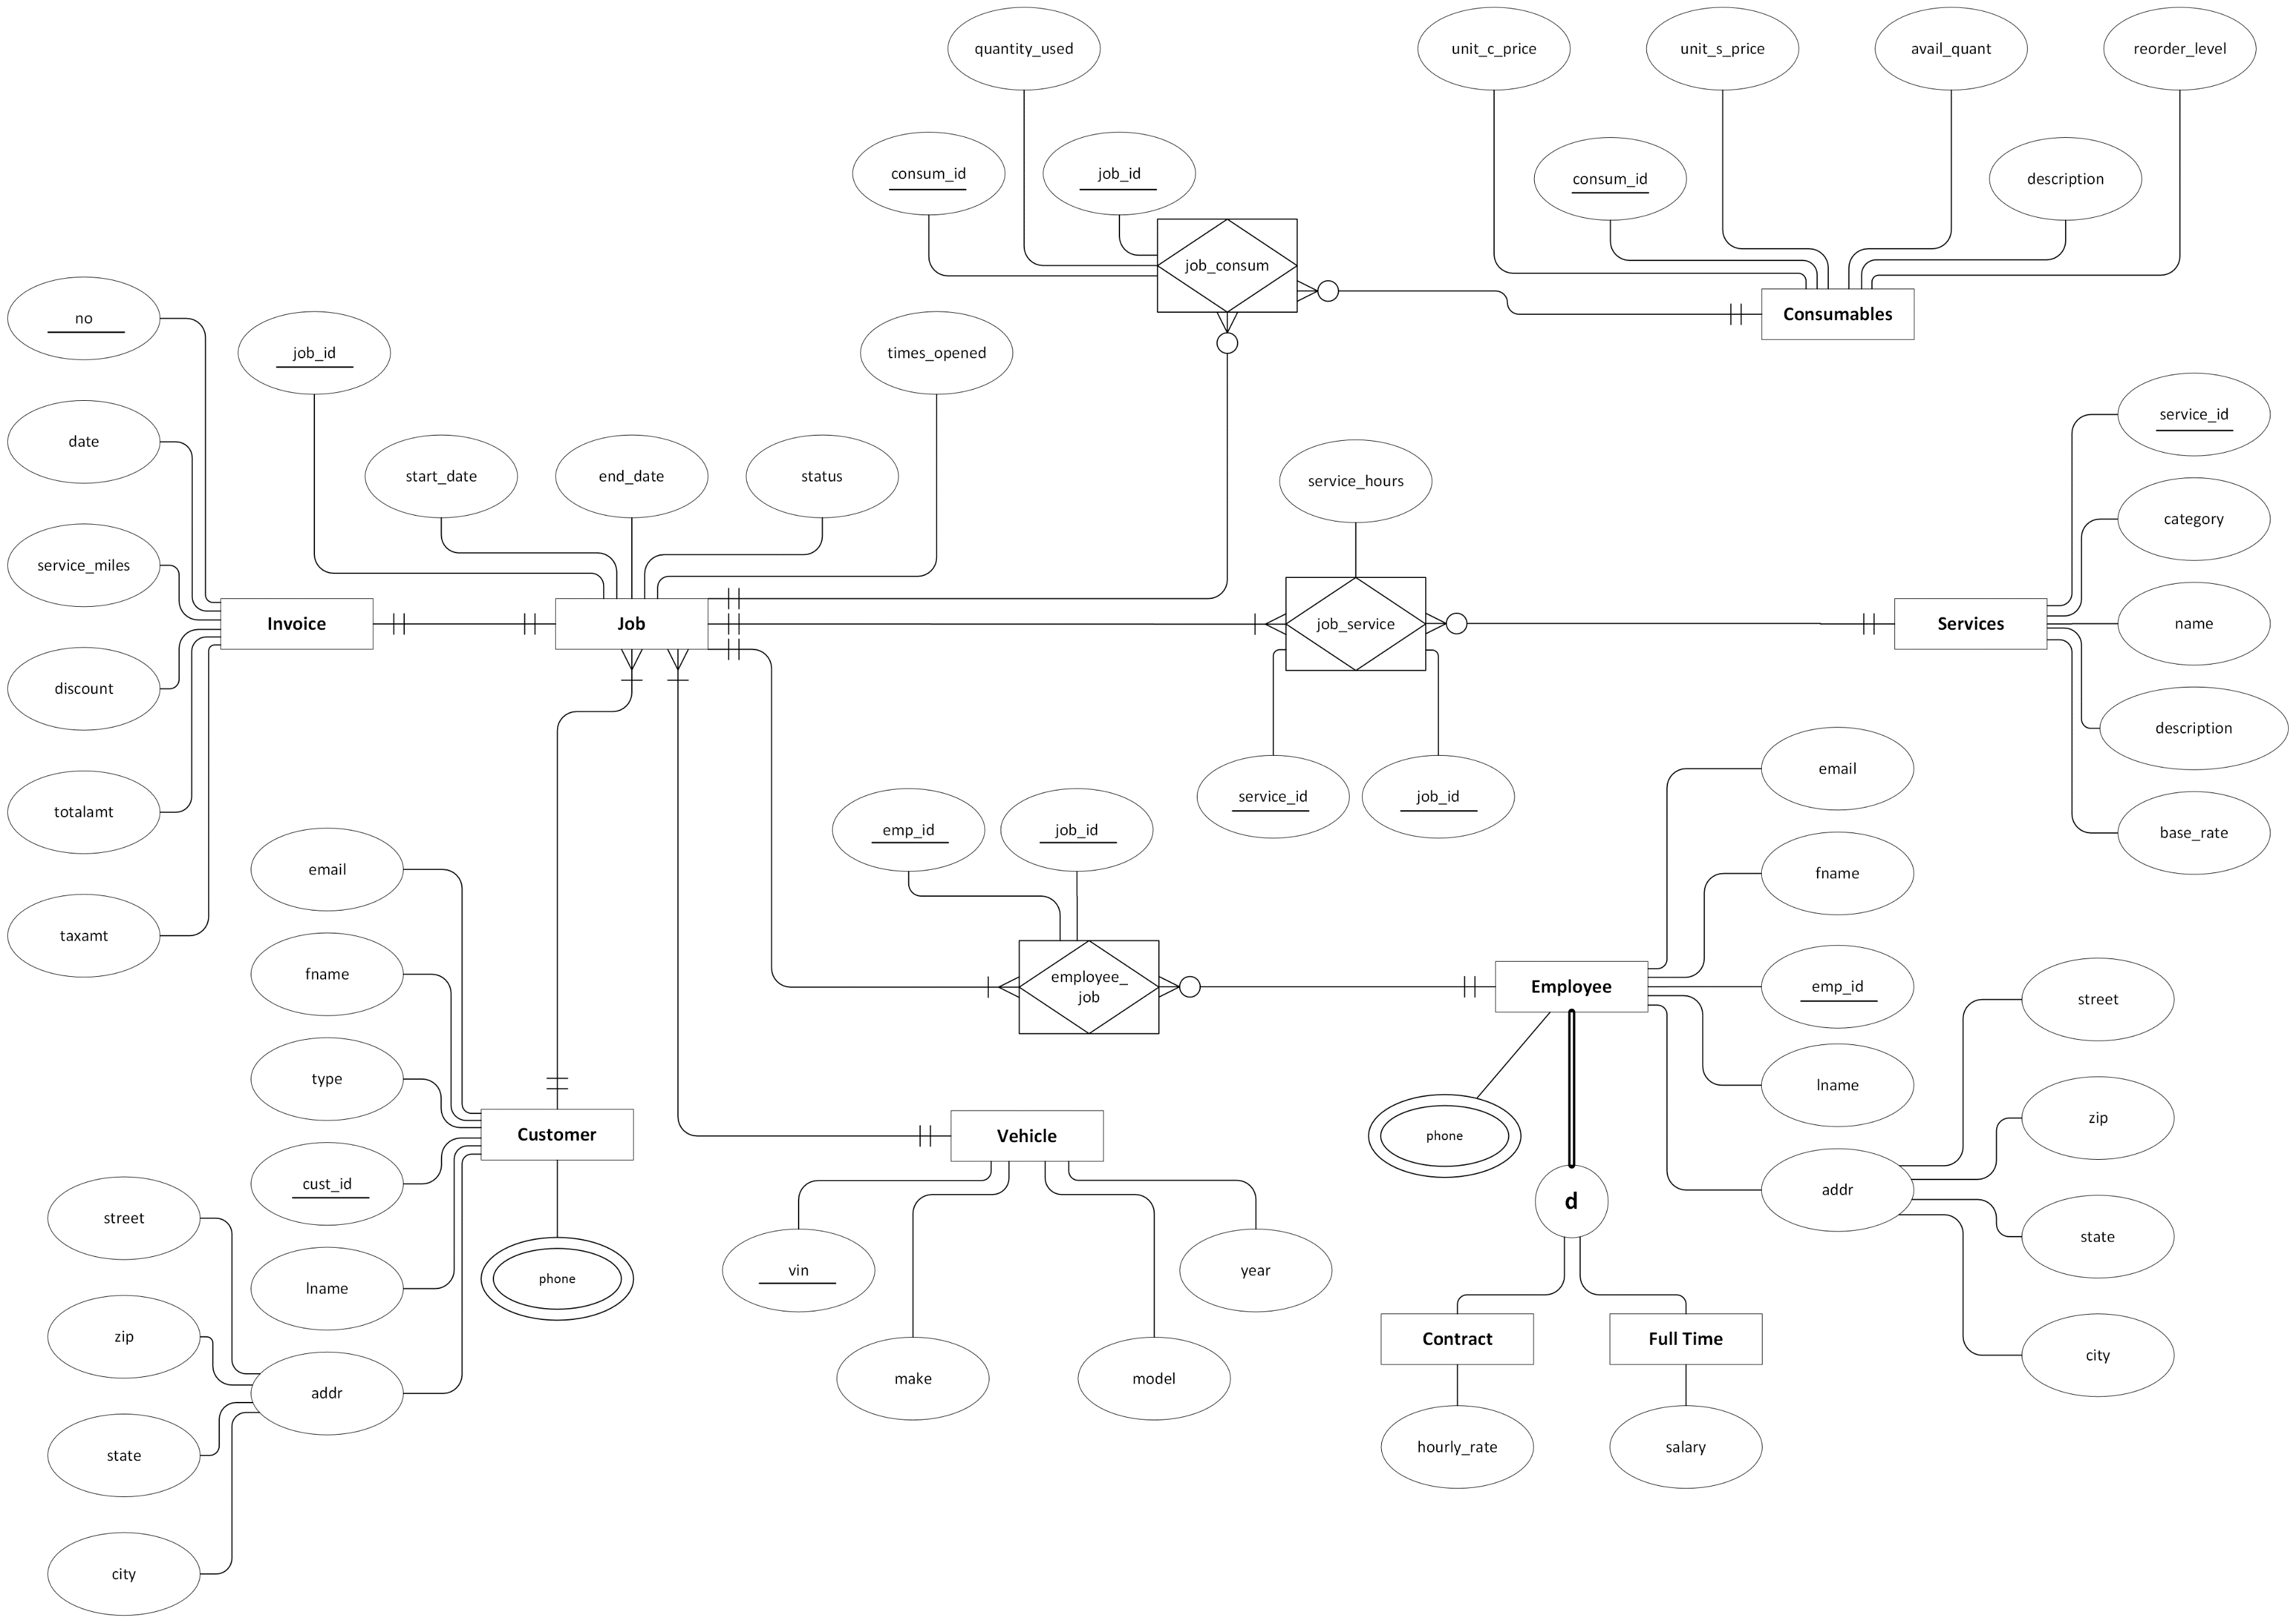 quantity_used
unit_c_price
unit_s_price
avail_quant
reorder_level
consum_id
job_id
consum_id
description
job_consum
Consumables
no
job_id
times_opened
date
start_date
end_date
status
service_hours
service_id
category
service_miles
Invoice
Job
job_service
Services
name
discount
description
totalamt
email
service_id
job_id
emp_id
job_id
base_rate
email
fname
taxamt
fname
employee_
job
Employee
emp_id
street
type
lname
zip
Customer
Vehicle
phone
cust_id
addr
d
street
state
phone
vin
year
lname
zip
Contract
Full Time
city
addr
make
model
state
hourly_rate
salary
city